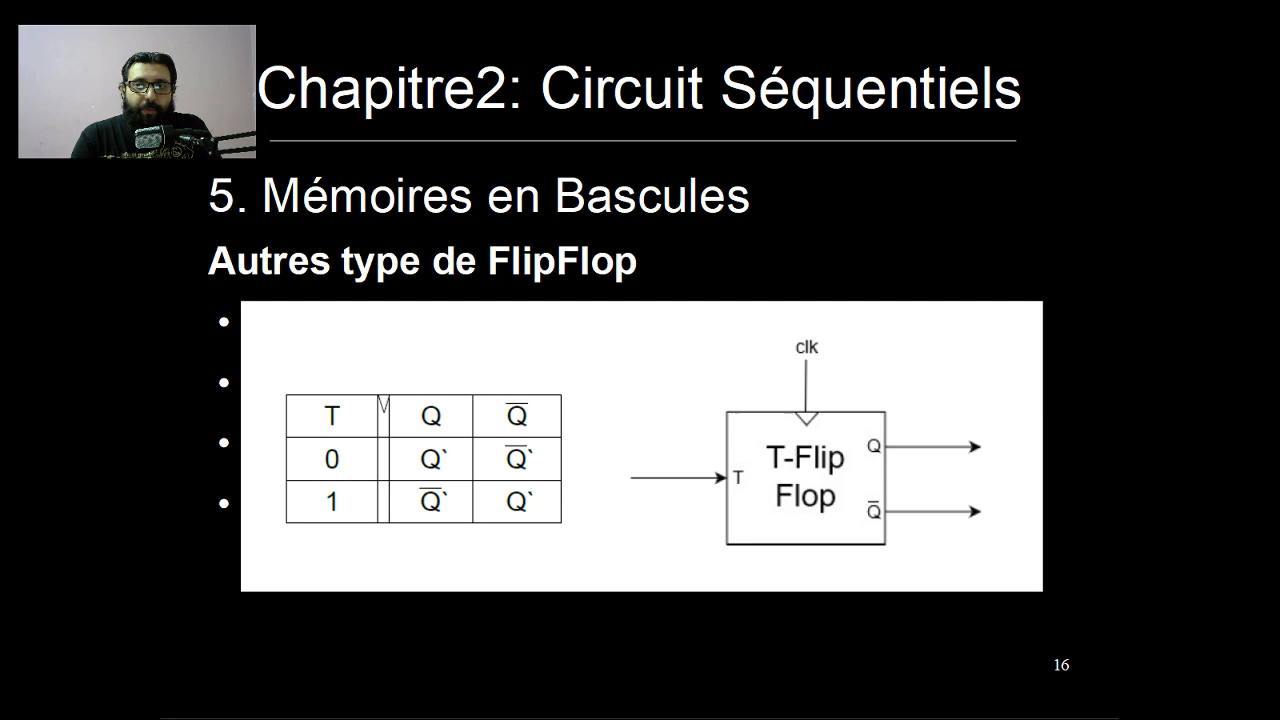 Chapitre2: Circuit Séquentiels
5. Mémoires en Bascules
Autres type de FlipFlop
•
•
•
•
T Q Q̅
0 Q` Q̅`
1 Q̅` Q`
clk
T
T-Flip
Flop
Q
Q̅
16